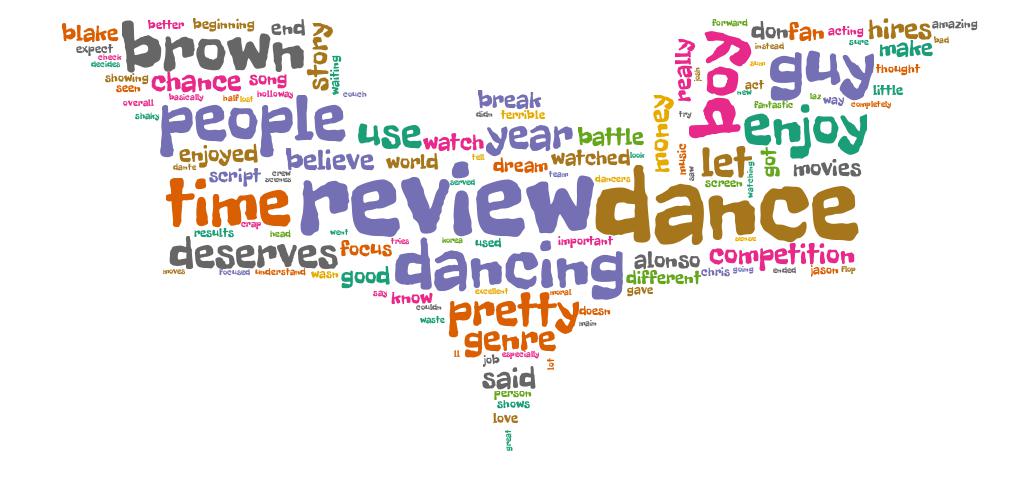 blake
better
beginning
end
story
expect
brown
check
decides
waiting
showing
chance
song
seen
basically
half
lost
holloway
couch
overall
shaky
people
break
didn
terrible
use
watch
year
battle
enjoyed
believe
world
tell
dream
watched
look
dante
script
crew
scenes
served
team
dancers
time
review
dance
results
crap
head
went
tries
korea
used
important
deserves
focus
dancing
alonso
competition
moves
focused
understand
wasn
good
different
chris
going
ended
jason
flop
say
know
excellent
moral
gave
couldn
waste
pretty
doesn
main
genre
ll
job
especially
lot
said
person
shows
love
great
forward
don
fan
acting
hires
amazing
instead
sure
make
bad
really
josh
boy
guy
thought
act
new
little
fantastic
laz
way
completely
money
try
enjoy
music
saw
let
got
movies
screen
watching